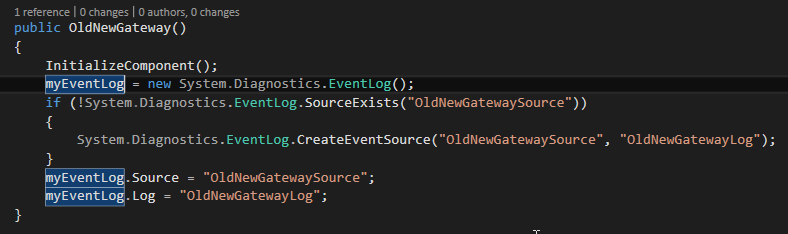 1 reference | 0 changes | 0 authors, 0 changes
public OldNewGateway()
{
InitializeComponent();
myEventLog = new System.Diagnostics.EventLog();
if (!System.Diagnostics.EventLog.SourceExists("OldNewGatewaySource"))
{
System.Diagnostics.EventLog.CreateEventSource("OldNewGatewaySource", "OldNewGatewayLog");
}
myEventLog.Source = "OldNewGatewaySource";
myEventLog.Log = "OldNewGatewayLog";
}